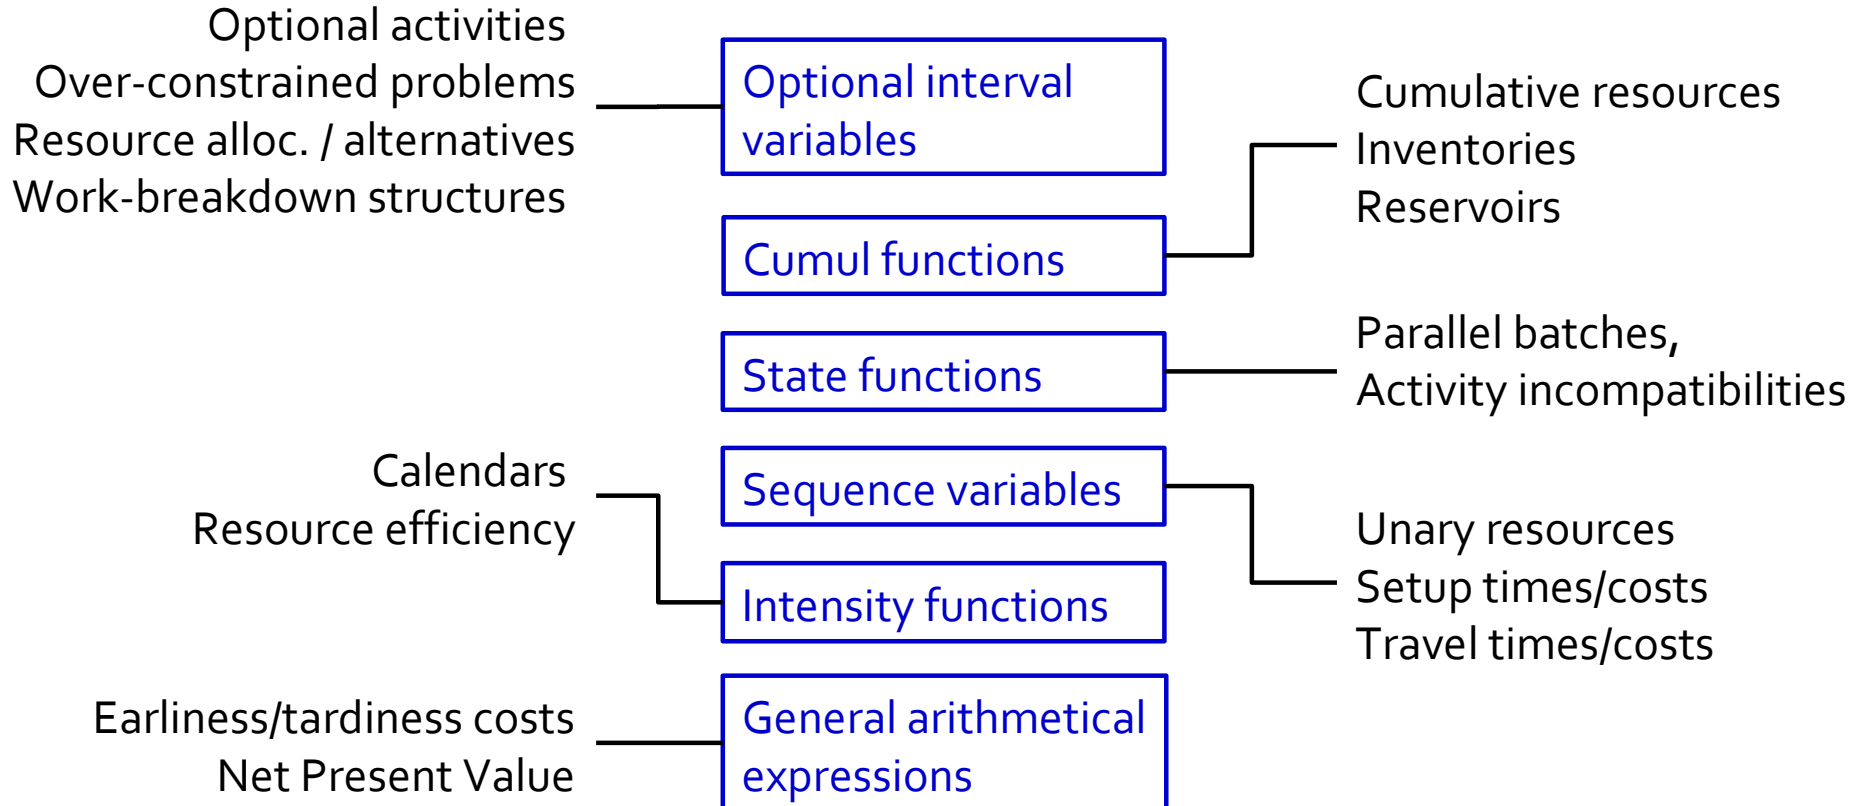 Optional activities
Over-constrained problems
Resource alloc. / alternatives
Work-breakdown structures
Optional interval
variables
Cumulative resources
Inventories
Reservoirs
Cumul functions
Parallel batches,
Activity incompatibilities
State functions
Calendars
Resource efficiency
Sequence variables
Unary resources
Setup times/costs
Travel times/costs
Intensity functions
Earliness/tardiness costs
Net Present Value
General arithmetical
expressions